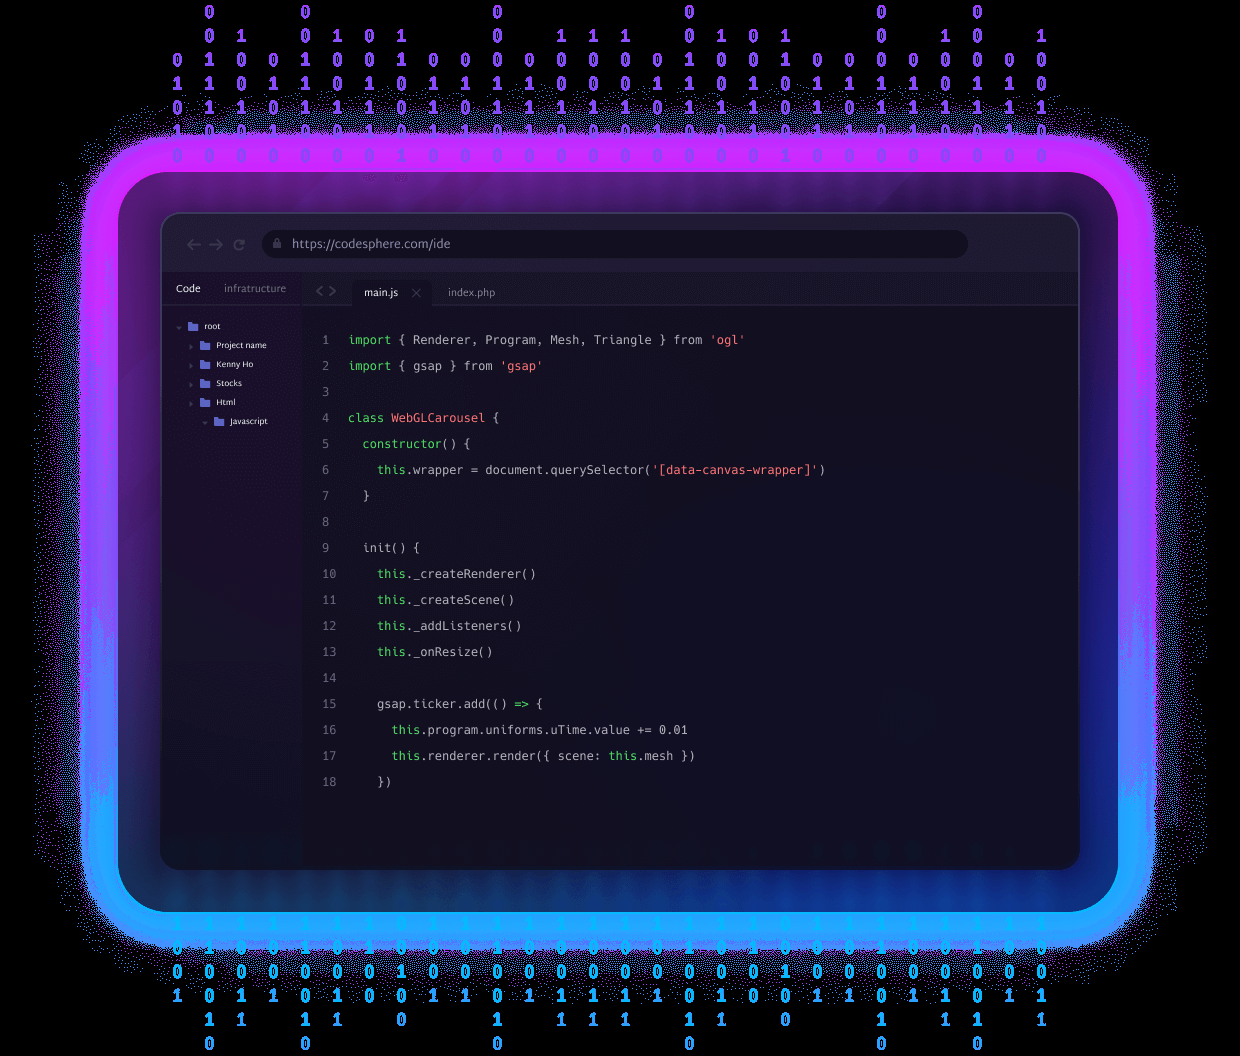 https://codesphere.com/ide
Code infratructure
main.js index.php
root
Project name
Kenny Ho
Stocks
Html
Javascript
1 import { Renderer, Program, Mesh, Triangle } from 'ogl'
2 import { gsap } from 'gsap'
3
4 class WebGLCarousel {
5 constructor() {
6 this.wrapper = document.querySelector('[data-canvas-wrapper]')
7 }
8
9 init() {
10 this._createRenderer()
11 this._createScene()
12 this._addListeners()
13 this._onResize()
14
15 gsap.ticker.add(() => {
16 this.program.uniforms.uTime.value += 0.01
17 this.renderer.render({ scene: this.mesh })
18 })